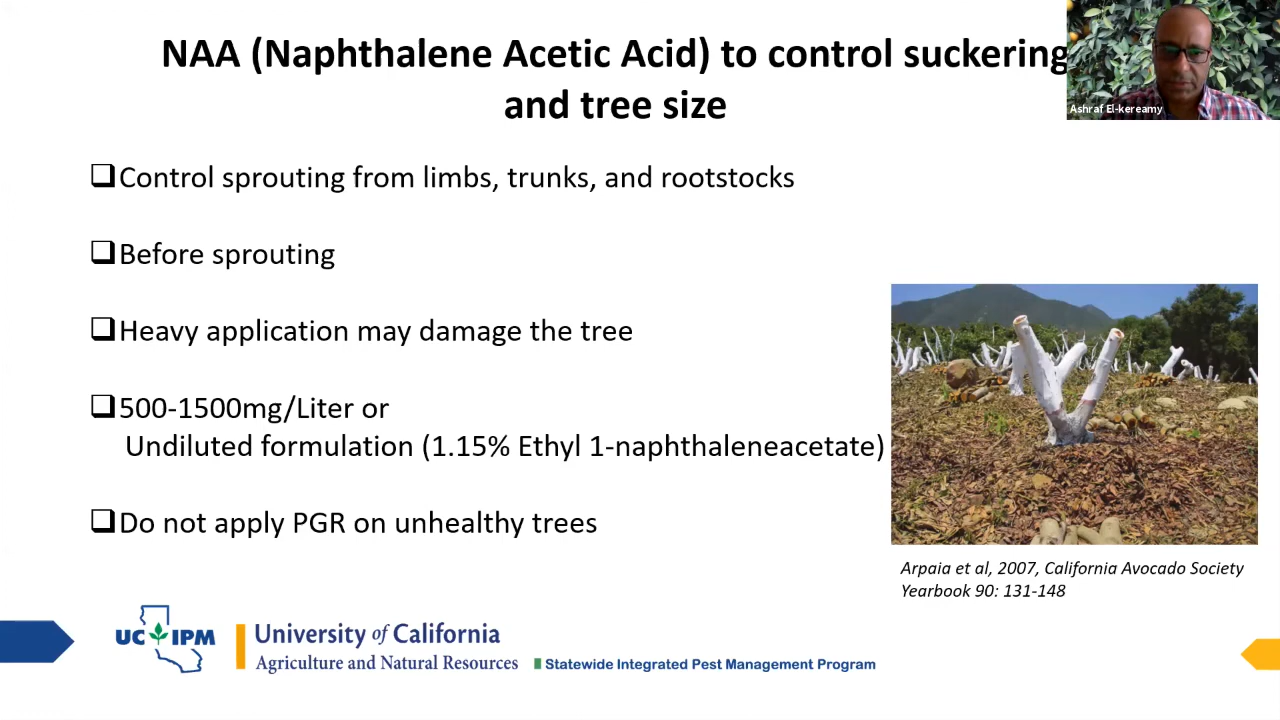 NAA (Naphthalene Acetic Acid) to control suckering
and tree size
Ashraf El-kereamy
Control sprouting from limbs, trunks, and rootstocks
Before sprouting
Heavy application may damage the tree
500-1500mg/Liter or
Undiluted formulation (1.15% Ethyl 1-naphthaleneacetate)
Do not apply PGR on unhealthy trees
Arpaia et al, 2007, California Avocado Society
Yearbook 90: 131-148
UC IPM
University of California
Agriculture and Natural Resources
Statewide Integrated Pest Management Program